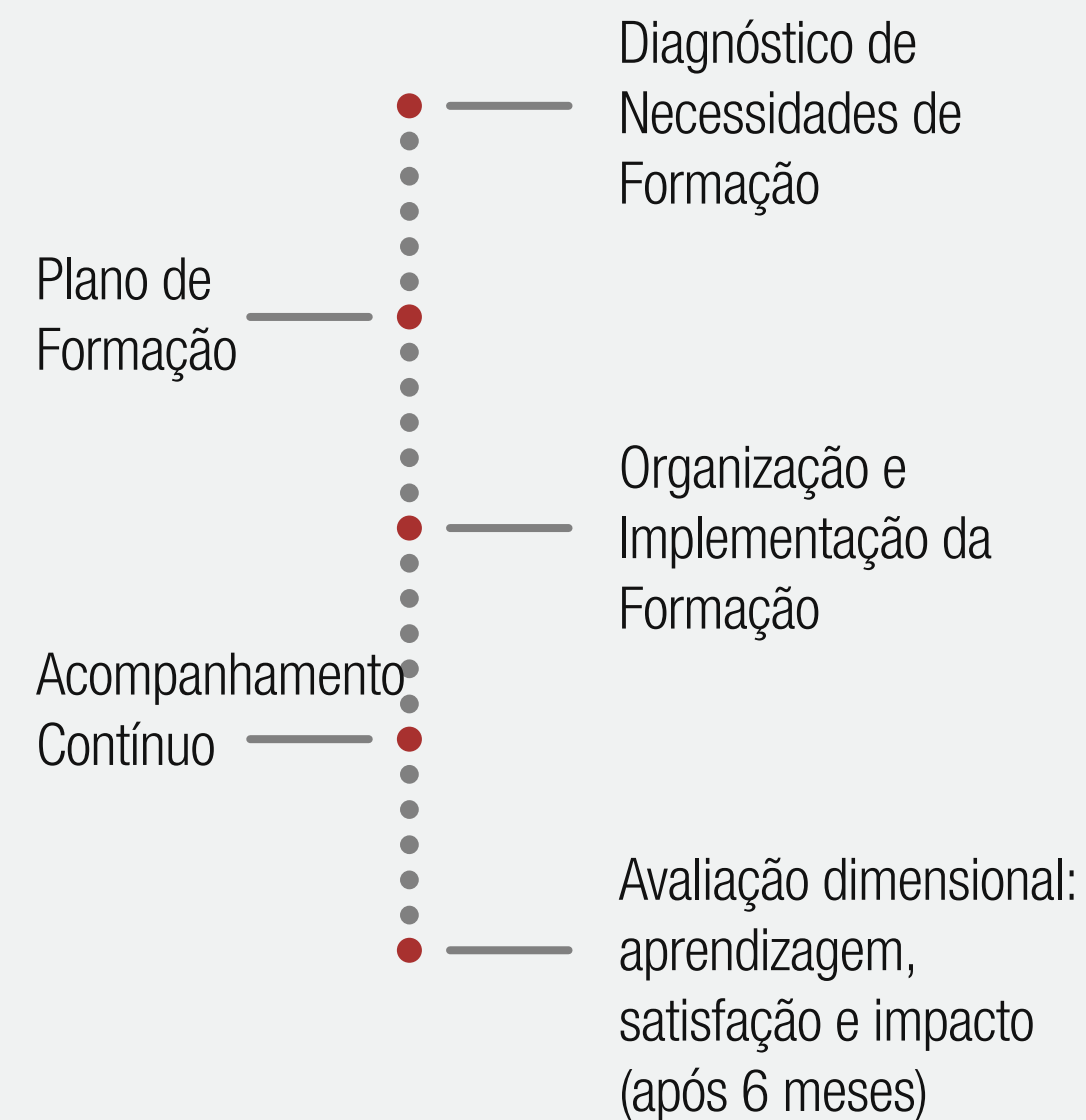 Diagnóstico de
Necessidades de
Formação
Plano de
Formação
Organização e
Implementação da
Formação
Acompanhamento
Contínuo
Avaliação dimensional:
aprendizagem,
satisfação e impacto
(após 6 meses)